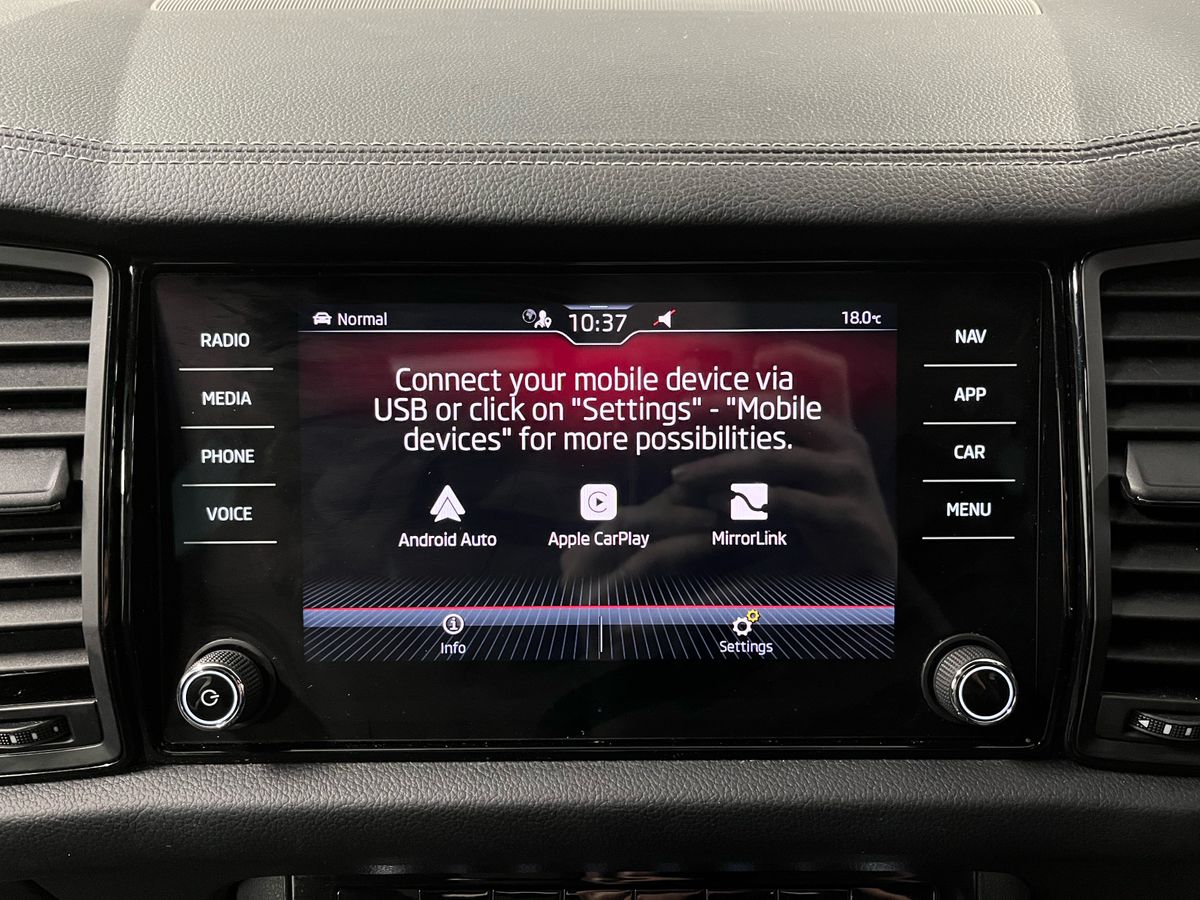 Normal
10:37
18.0°C
RADIO
MEDIA
PHONE
VOICE
Connect your mobile device via
USB or click on "Settings" - "Mobile
devices" for more possibilities.
Android Auto
Apple CarPlay
MirrorLink
Info
Settings
NAV
APP
CAR
MENU